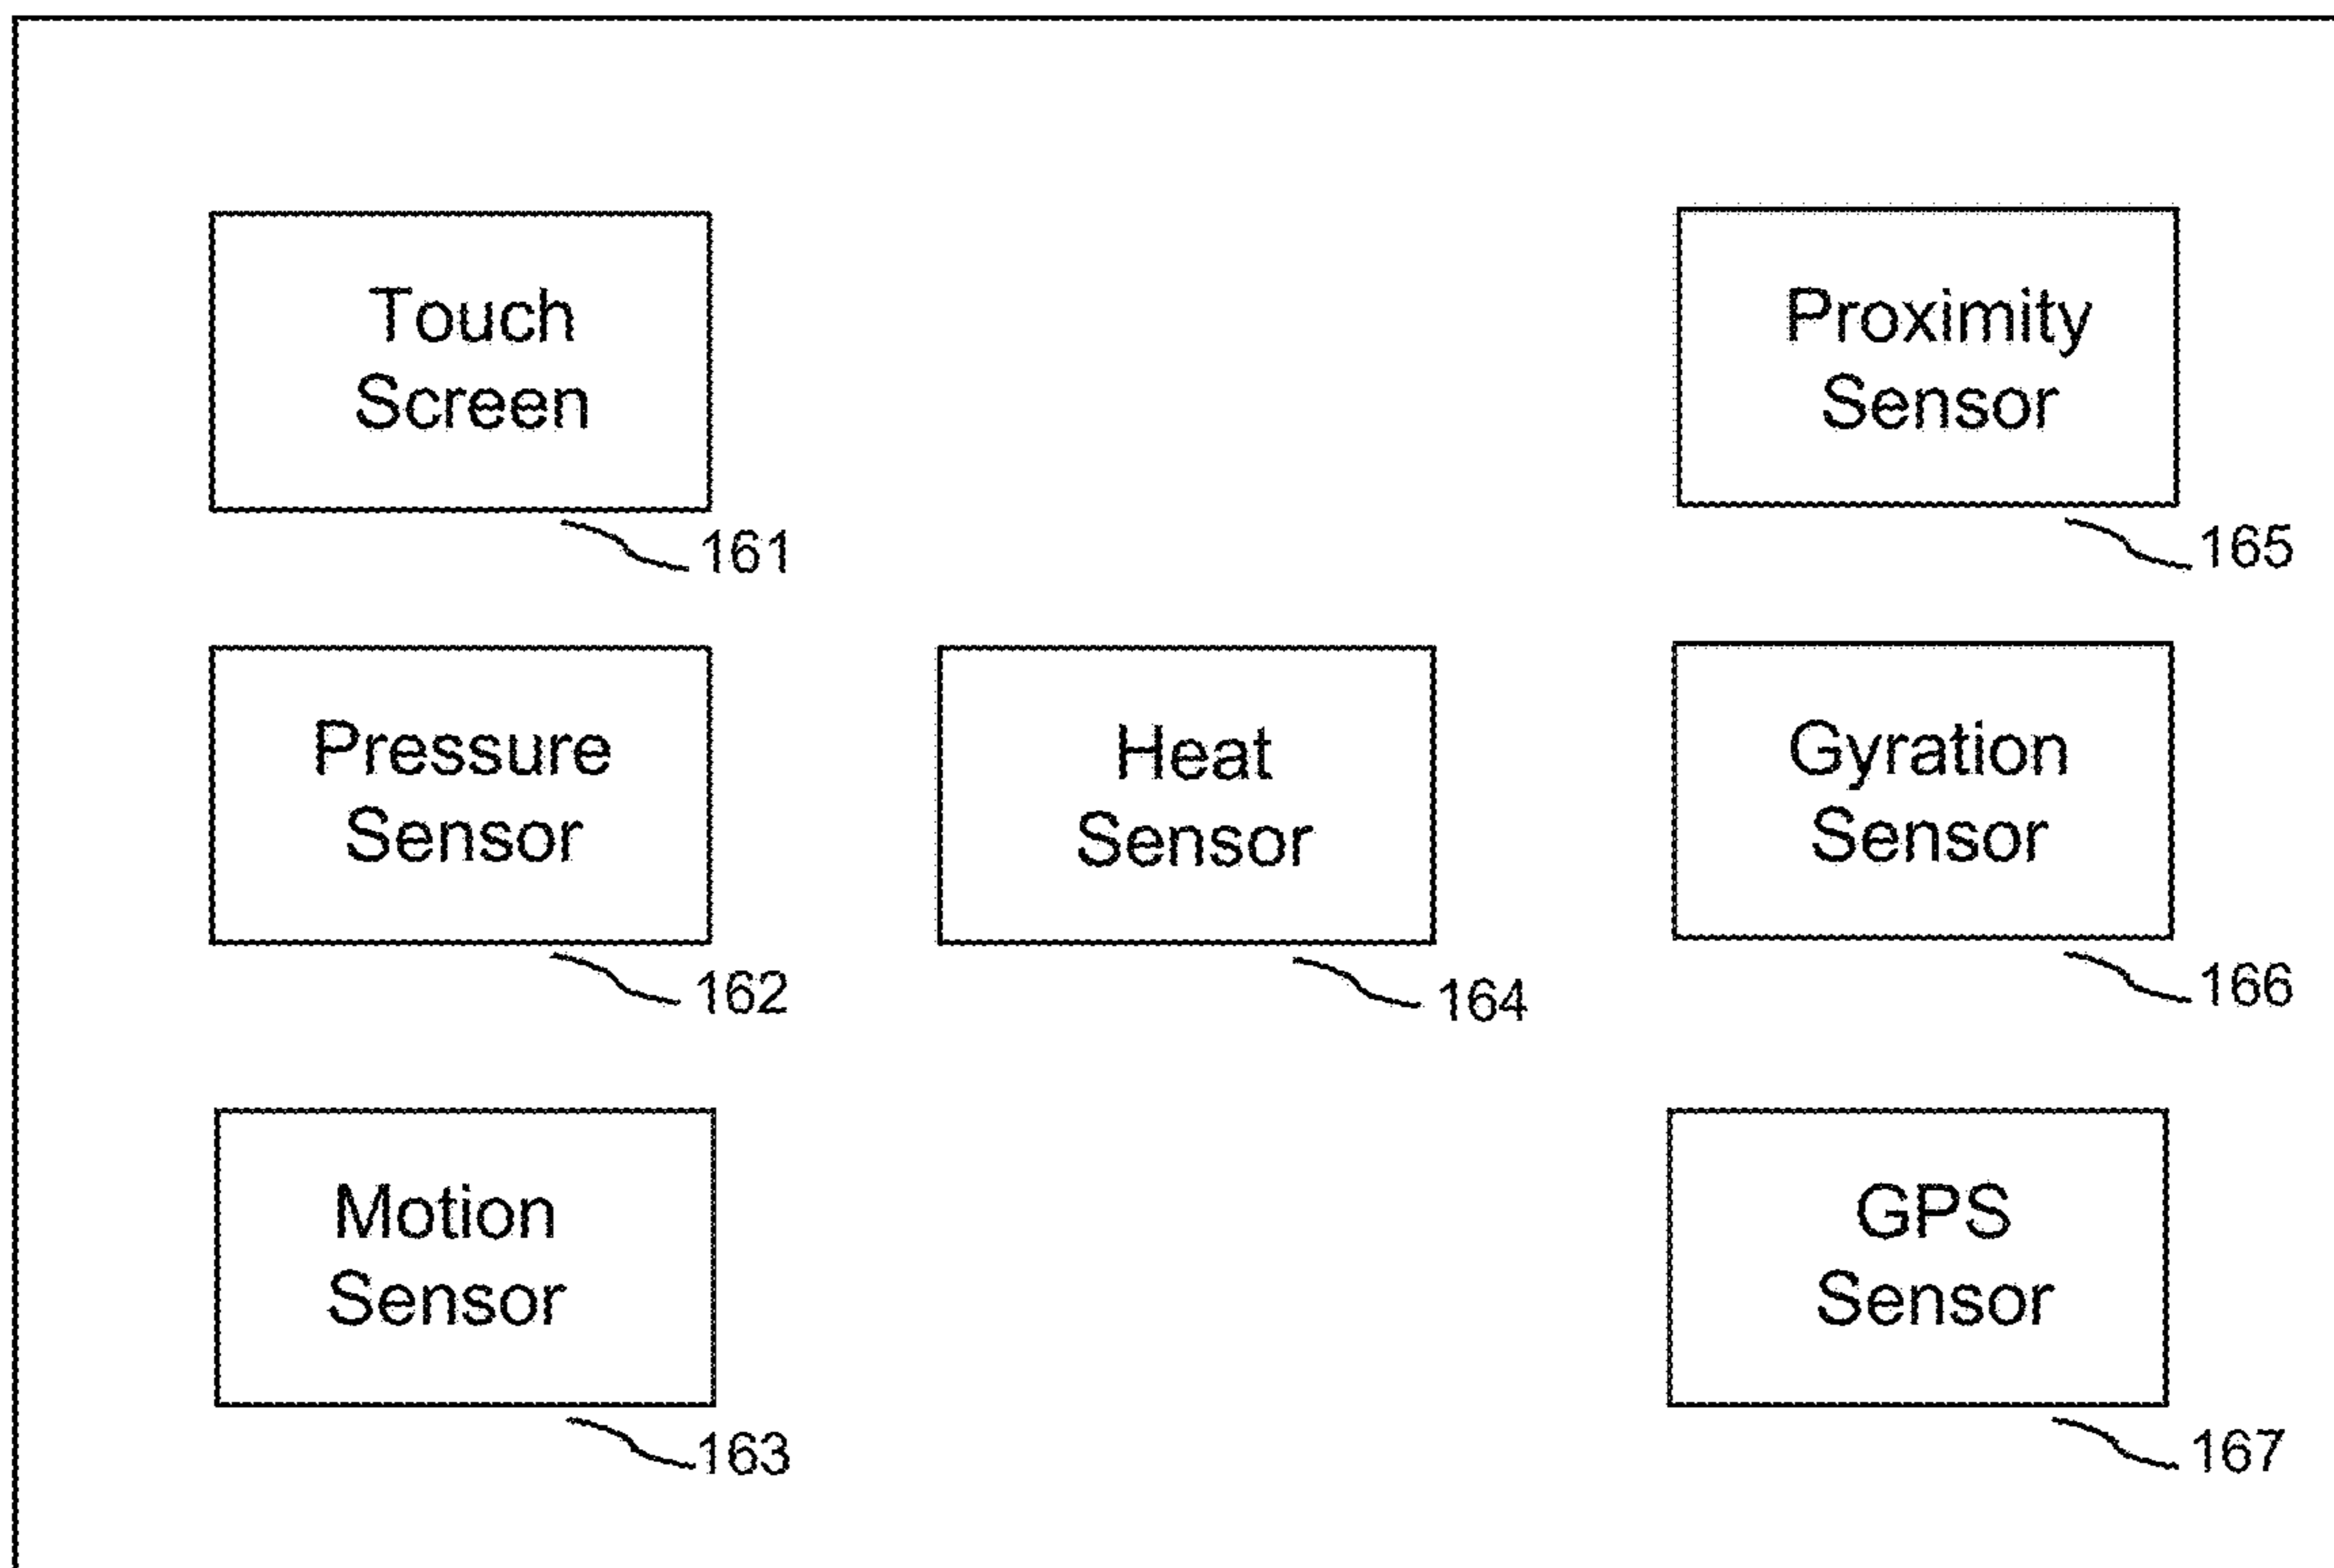 Touch
Screen
161
Proximity
Sensor
165
Pressure
Sensor
162
Heat
Sensor
164
Gyration
Sensor
166
Motion
Sensor
163
GPS
Sensor
167